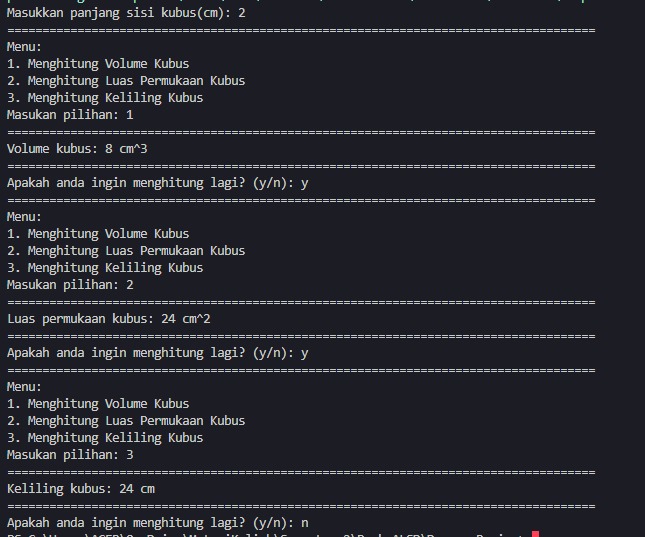 Masukkan panjang sisi kubus(cm): 2
====================================================================================
Menu:
1. Menghitung Volume Kubus
2. Menghitung Luas Permukaan Kubus
3. Menghitung Keliling Kubus
Masukan pilihan: 1
====================================================================================
Volume kubus: 8 cm^3
====================================================================================
Apakah anda ingin menghitung lagi? (y/n): y
====================================================================================
Menu:
1. Menghitung Volume Kubus
2. Menghitung Luas Permukaan Kubus
3. Menghitung Keliling Kubus
Masukan pilihan: 2
====================================================================================
Luas permukaan kubus: 24 cm^2
====================================================================================
Apakah anda ingin menghitung lagi? (y/n): y
====================================================================================
Menu:
1. Menghitung Volume Kubus
2. Menghitung Luas Permukaan Kubus
3. Menghitung Keliling Kubus
Masukan pilihan: 3
====================================================================================
Keliling kubus: 24 cm
====================================================================================
Apakah anda ingin menghitung lagi? (y/n): n